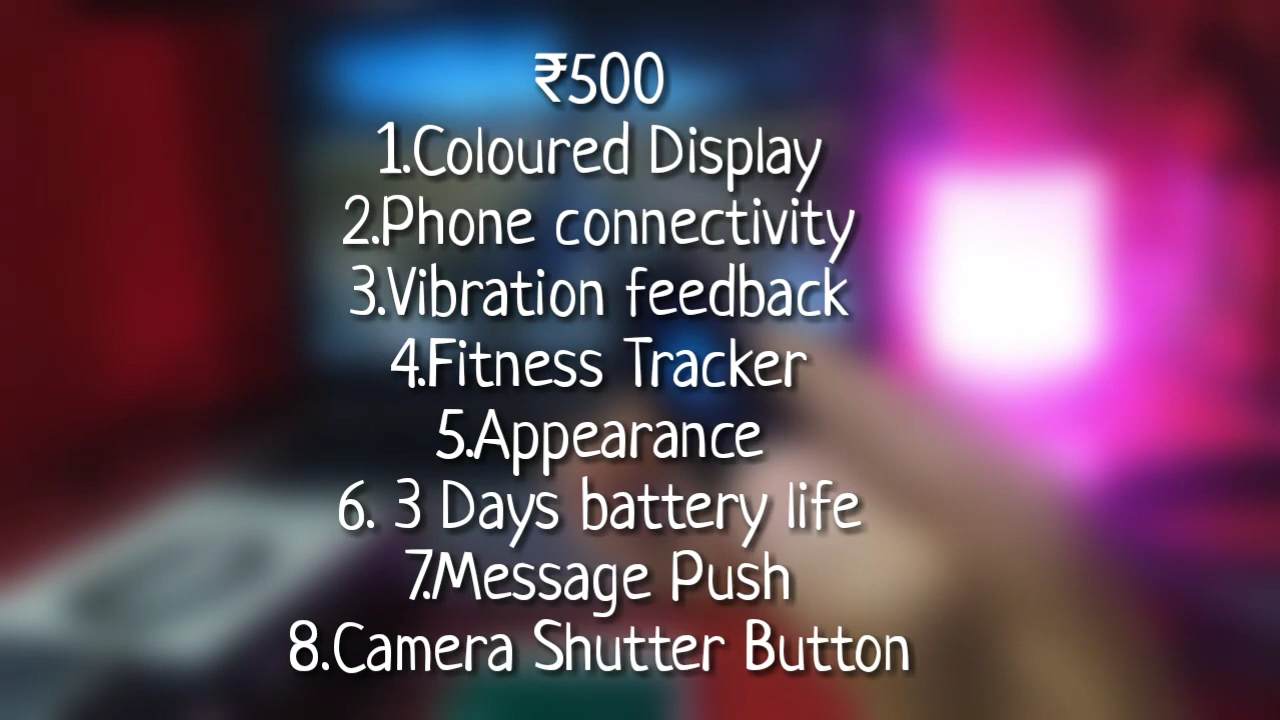 ₹500
1.Coloured Display
2.Phone connectivity
3.Vibration feedback
4.Fitness Tracker
5.Appearance
6. 3 Days battery life
7.Message Push
8.Camera Shutter Button